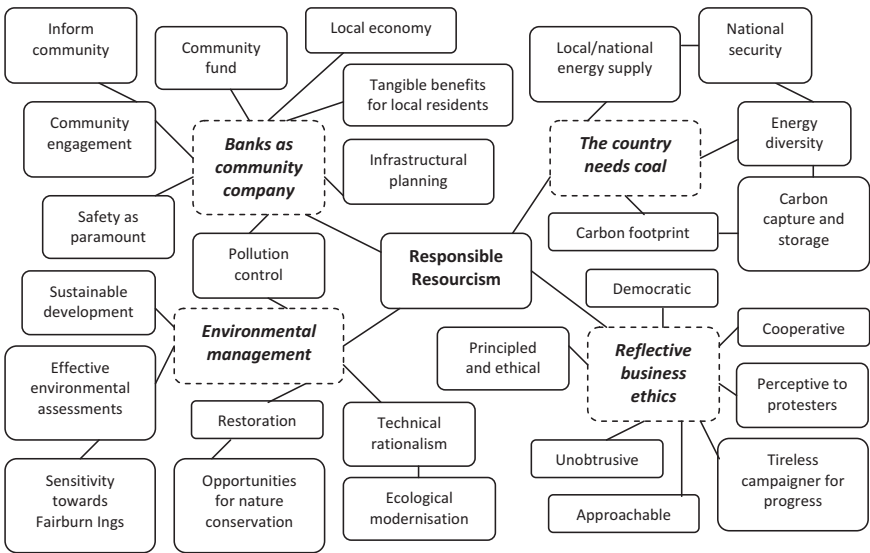 Inform
community
Community
fund
Local economy
Tangible benefits
for local residents
Community
engagement
Banks as
community
company
Infrastructural
planning
Safety as
paramount
Pollution
control
Local/national
energy supply
National
security
The country
needs coal
Energy
diversity
Carbon footprint
Carbon
capture and
storage
Responsible
Resourcism
Sustainable
development
Environmental
management
Effective
environmental
assessments
Restoration
Technical
rationalism
Sensitivity
towards
Fairburn Ings
Opportunities
for nature
conservation
Ecological
modernisation
Democratic
Cooperative
Principled
and ethical
Reflective
business
ethics
Perceptive to
protesters
Unobtrusive
Approachable
Tireless
campaigner for
progress